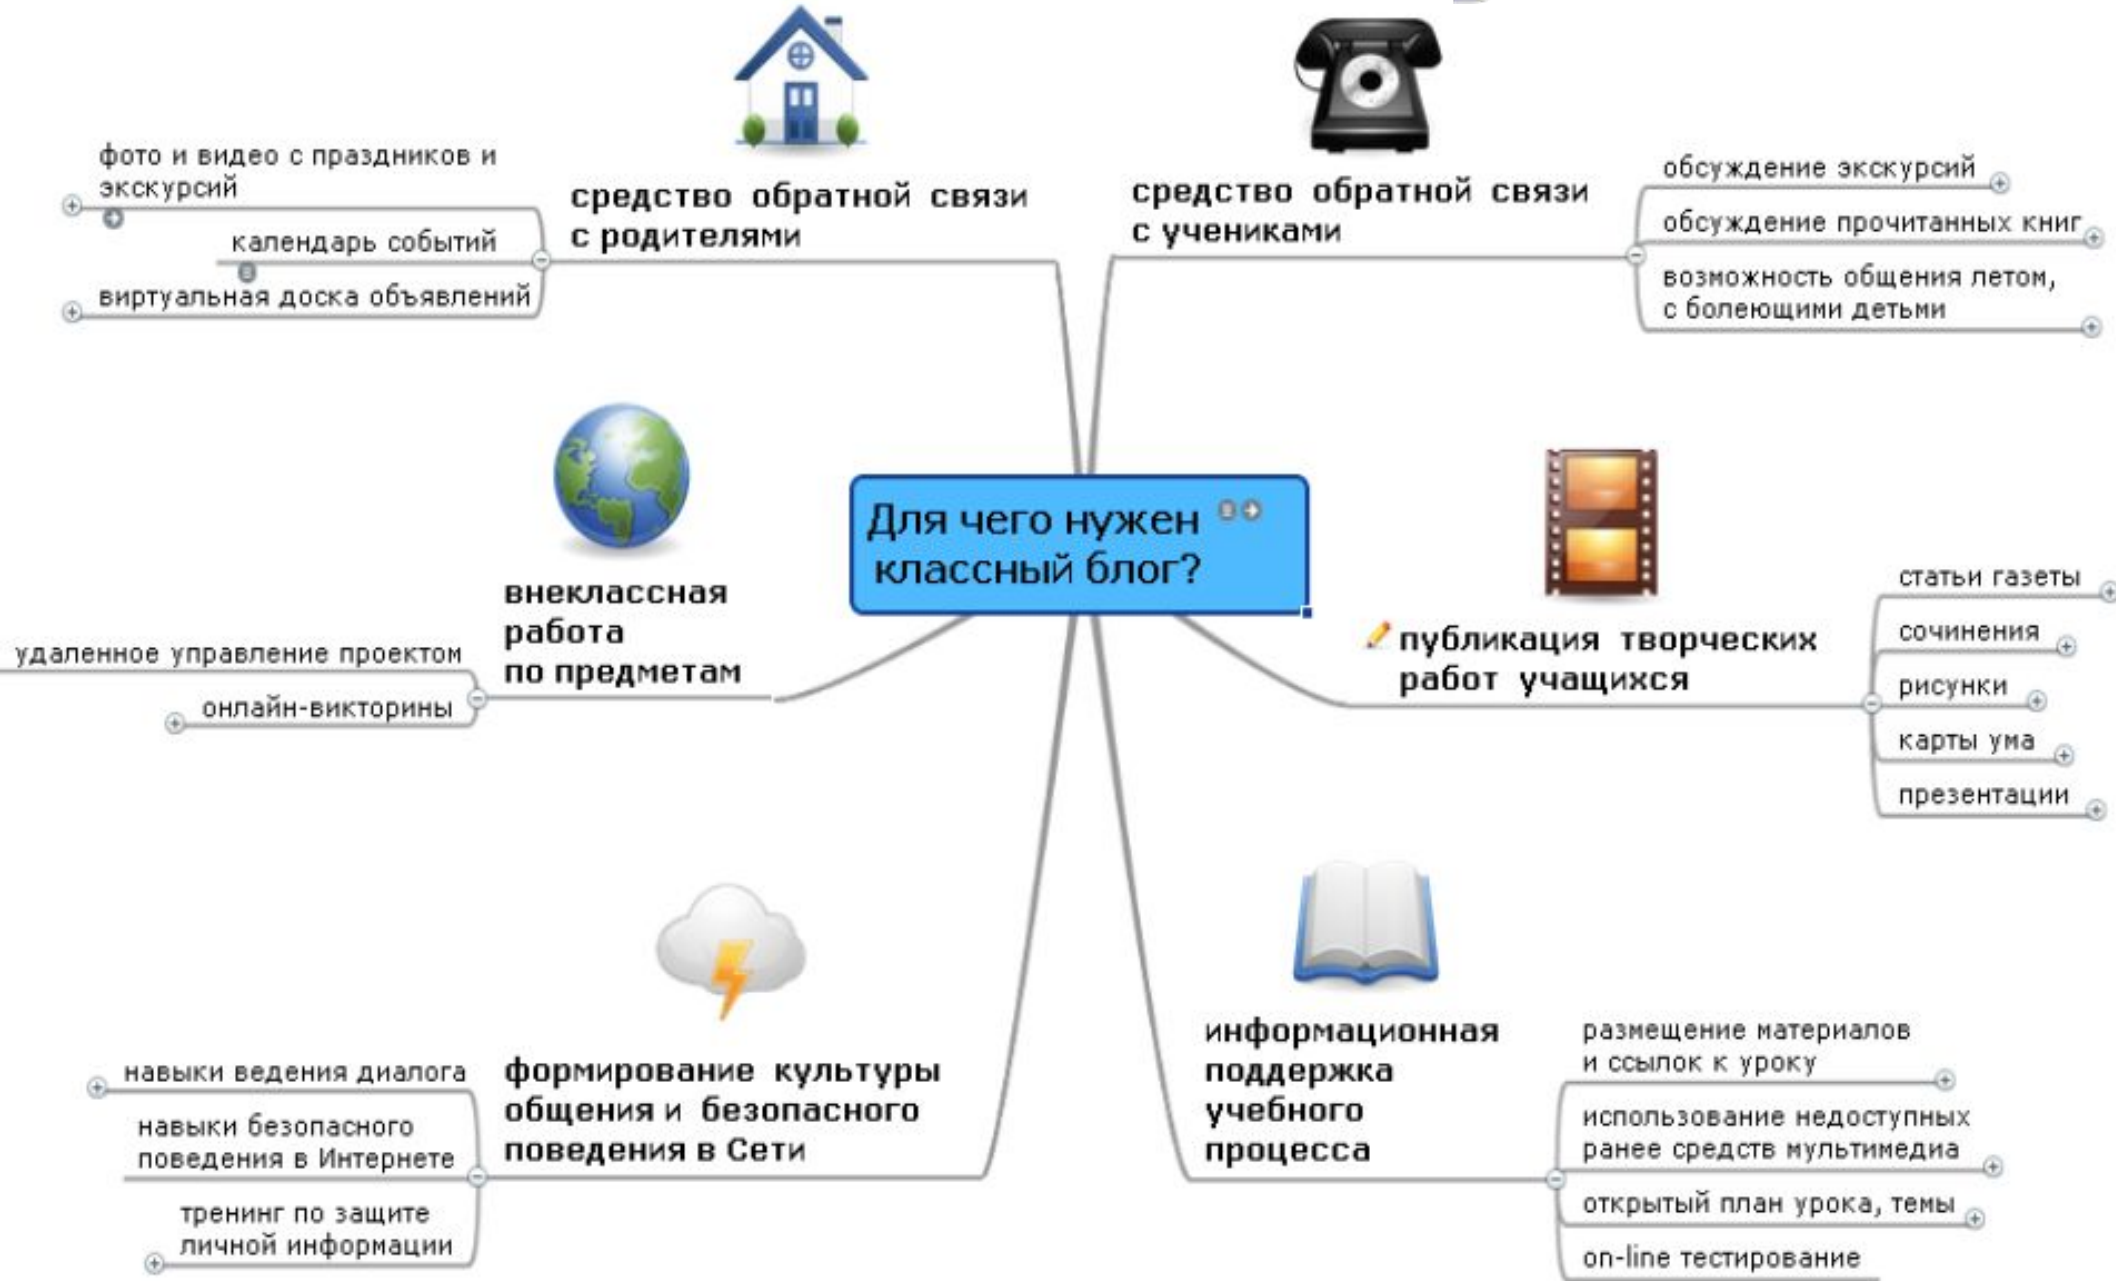 фото и видео с праздников и
экскурсий
календарь событий
виртуальная доска объявлений
средство обратной связи
с родителями
средство обратной связи
с учениками
обсуждение экскурсий
обсуждение прочитанных книг
возможность общения летом,
с болеющими детьми
Для чего нужен
классный блог?
внеклассная
работа
по предметам
удаленное управление проектом
онлайн-викторины
публикация творческих
работ учащихся
статьи газеты
сочинения
рисунки
карты ума
презентации
формирование культуры
общения и безопасного
поведения в Сети
навыки ведения диалога
навыки безопасного
поведения в Интернете
тренинг по защите
личной информации
информационная
поддержка
учебного
процесса
размещение материалов
и ссылок к уроку
использование недоступных
ранее средств мультимедиа
открытый план урока, темы
on-line тестирование